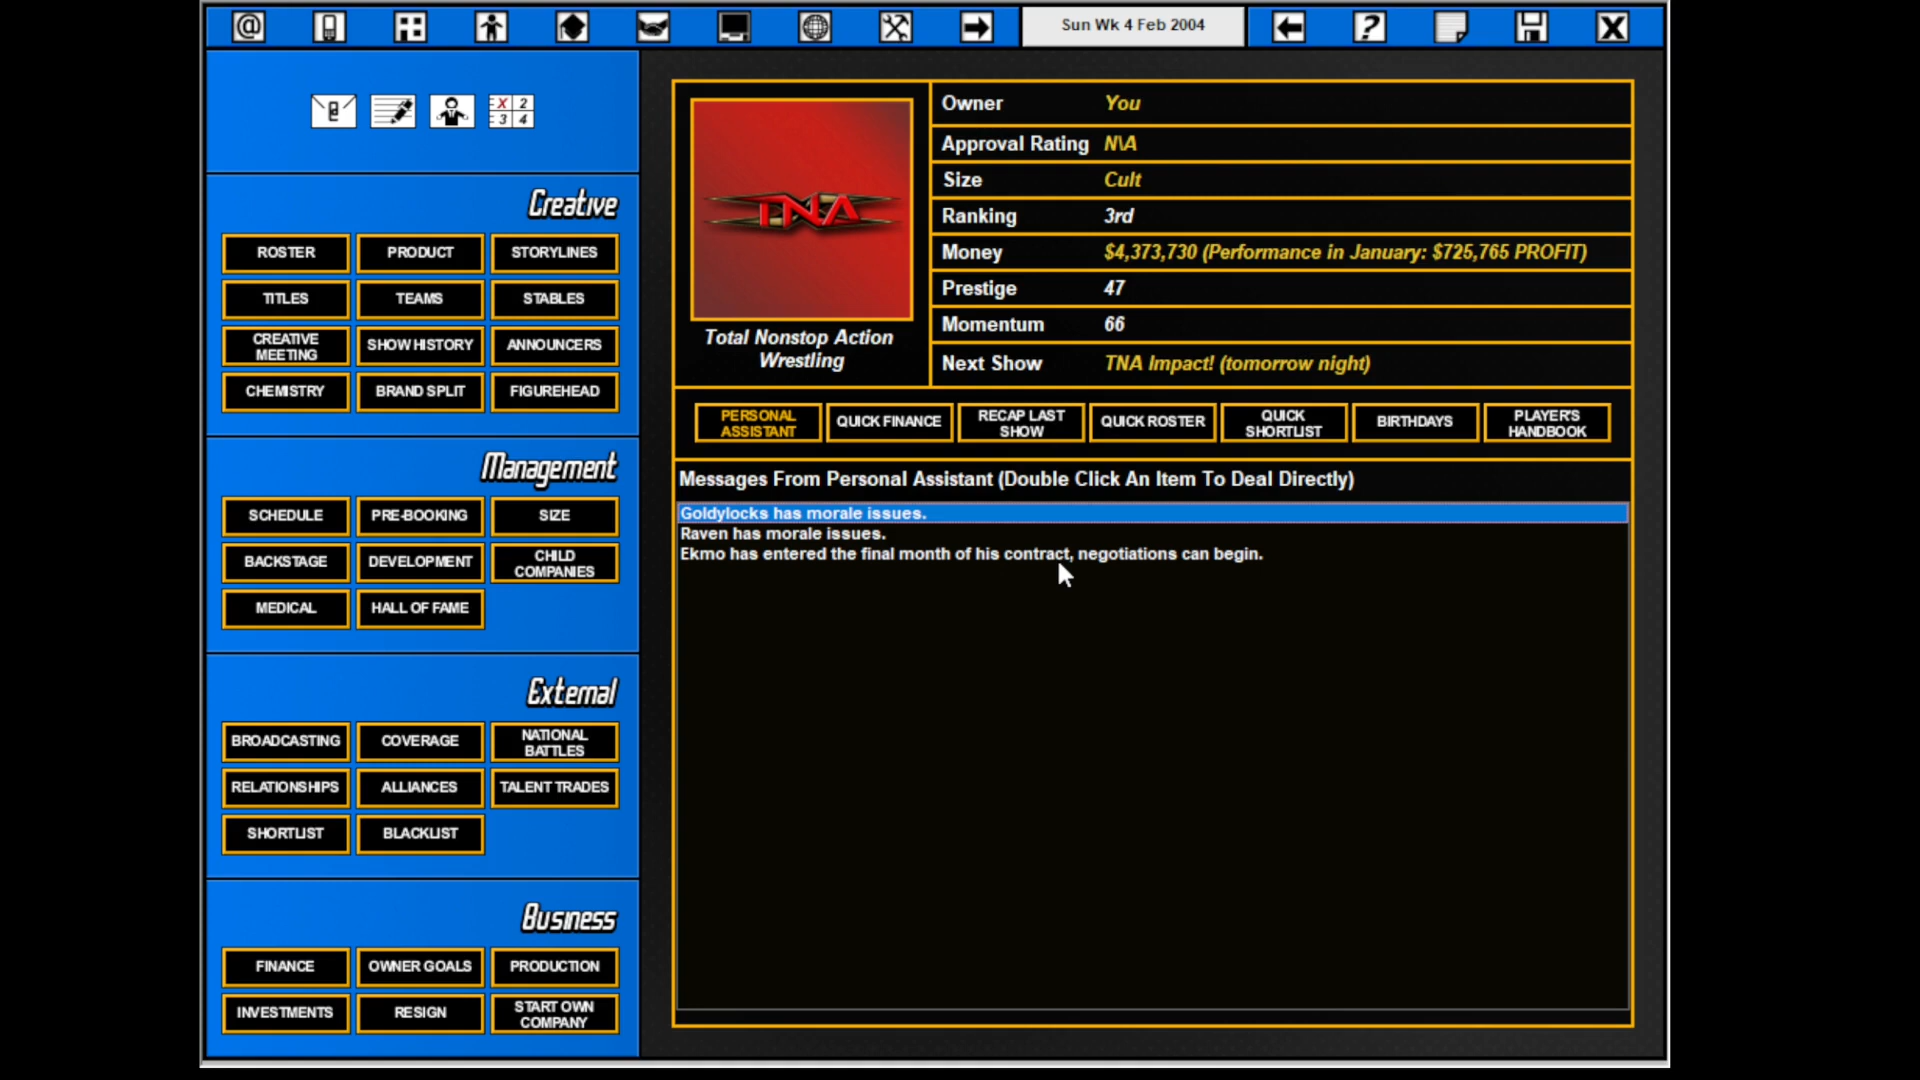 Sun Wk 4 Feb 2004
X 2
3 4
Creative
ROSTER
PRODUCT
STORYLINES
TITLES
TEAMS
STABLES
CREATIVE
MEETING
SHOW HISTORY
ANNOUNCERS
CHEMISTRY
BRAND SPLIT
FIGUREHEAD
Management
SCHEDULE
PRE-BOOKING
SIZE
BACKSTAGE
DEVELOPMENT
CHILD
COMPANIES
MEDICAL
HALL OF FAME
External
BROADCASTING
COVERAGE
NATIONAL
BATTLES
RELATIONSHIPS
ALLIANCES
TALENT TRADES
SHORTLIST
BLACKLIST
Business
FINANCE
OWNER GOALS
PRODUCTION
INVESTMENTS
RESIGN
START OWN
COMPANY
TNA
Total Nonstop Action
Wrestling
Owner You
Approval Rating N\A
Size Cult
Ranking 3rd
Money $4,373,730 (Performance in January: $725,765 PROFIT)
Prestige 47
Momentum 66
Next Show TNA Impact! (tomorrow night)
PERSONAL
ASSISTANT
QUICK FINANCE
RECAP LAST
SHOW
QUICK ROSTER
QUICK
SHORTLIST
BIRTHDAYS
PLAYER'S
HANDBOOK
Messages From Personal Assistant (Double Click An Item To Deal Directly)
Goldylocks has morale issues.
Raven has morale issues.
Ekmo has entered the final month of his contract, negotiations can begin.